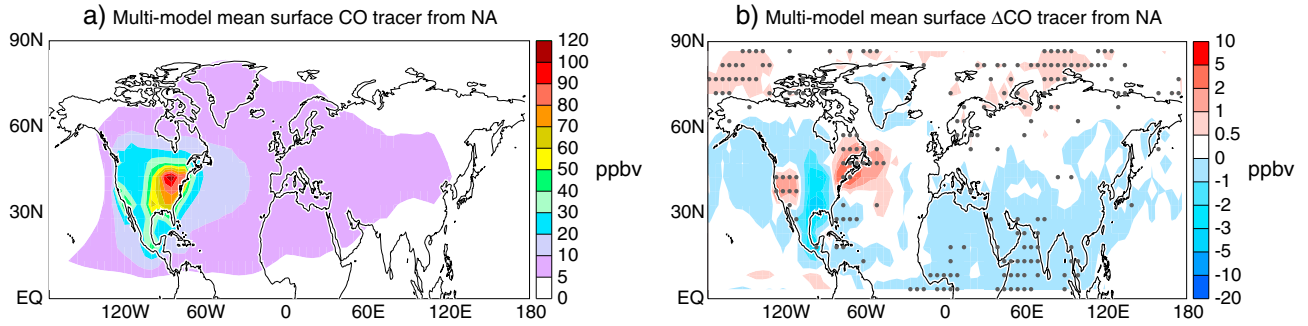 a) Multi-model mean surface CO tracer from NA
90N
60N
30N
EQ
120W 60W 0 60E 120E 180
120
100
80
70
60
50
40
30
20
10
5
0
ppbv
b) Multi-model mean surface ΔCO tracer from NA
90N
60N
30N
EQ
120W 60W 0 60E 120E 180
10
5
2
1
0.5
0
-1
-2
-3
-5
-10
-20
ppbv